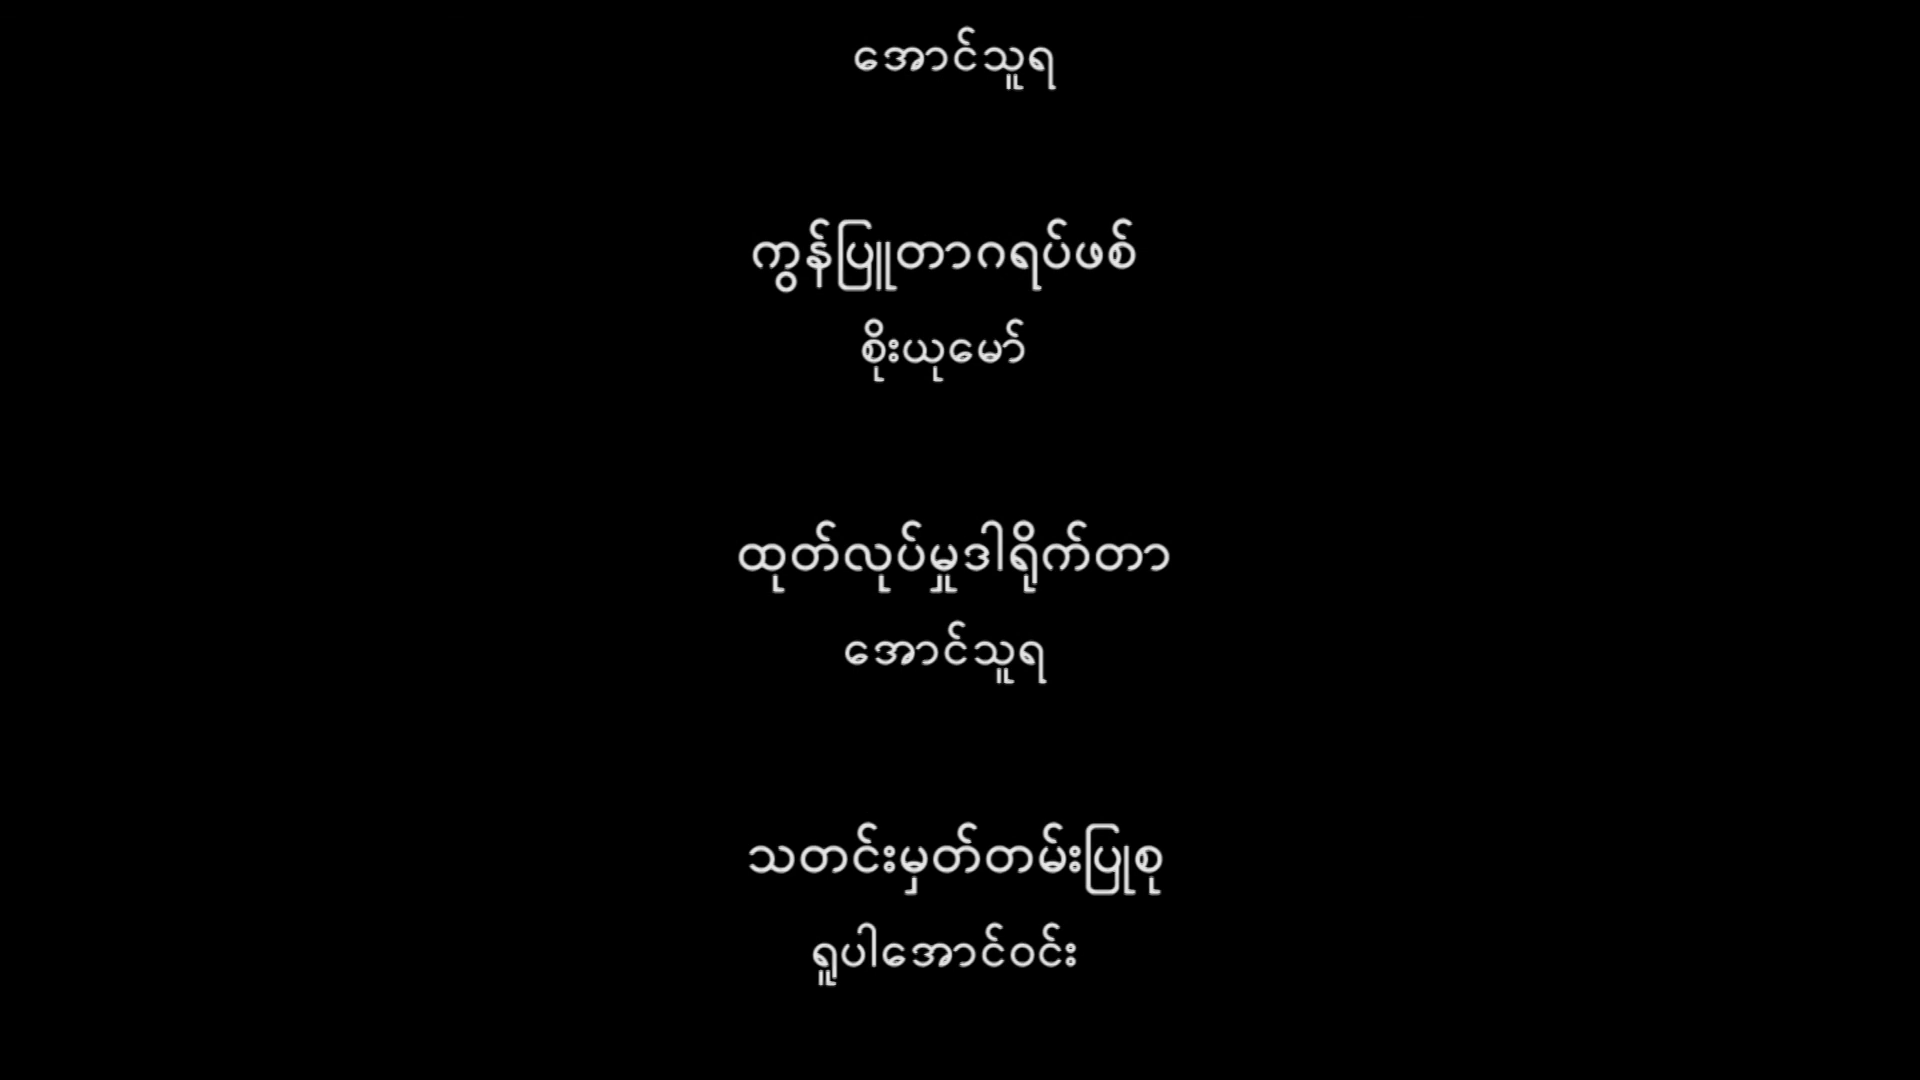 အောင်သူရ
ကွန်ပြူတာဂရပ်ဖစ်
စိုးယုမော်
ထုတ်လုပ်မှုဒါရိုက်တာ
အောင်သူရ
သတင်းမှတ်တမ်းပြုစု
ရူပါအောင်ဝင်း